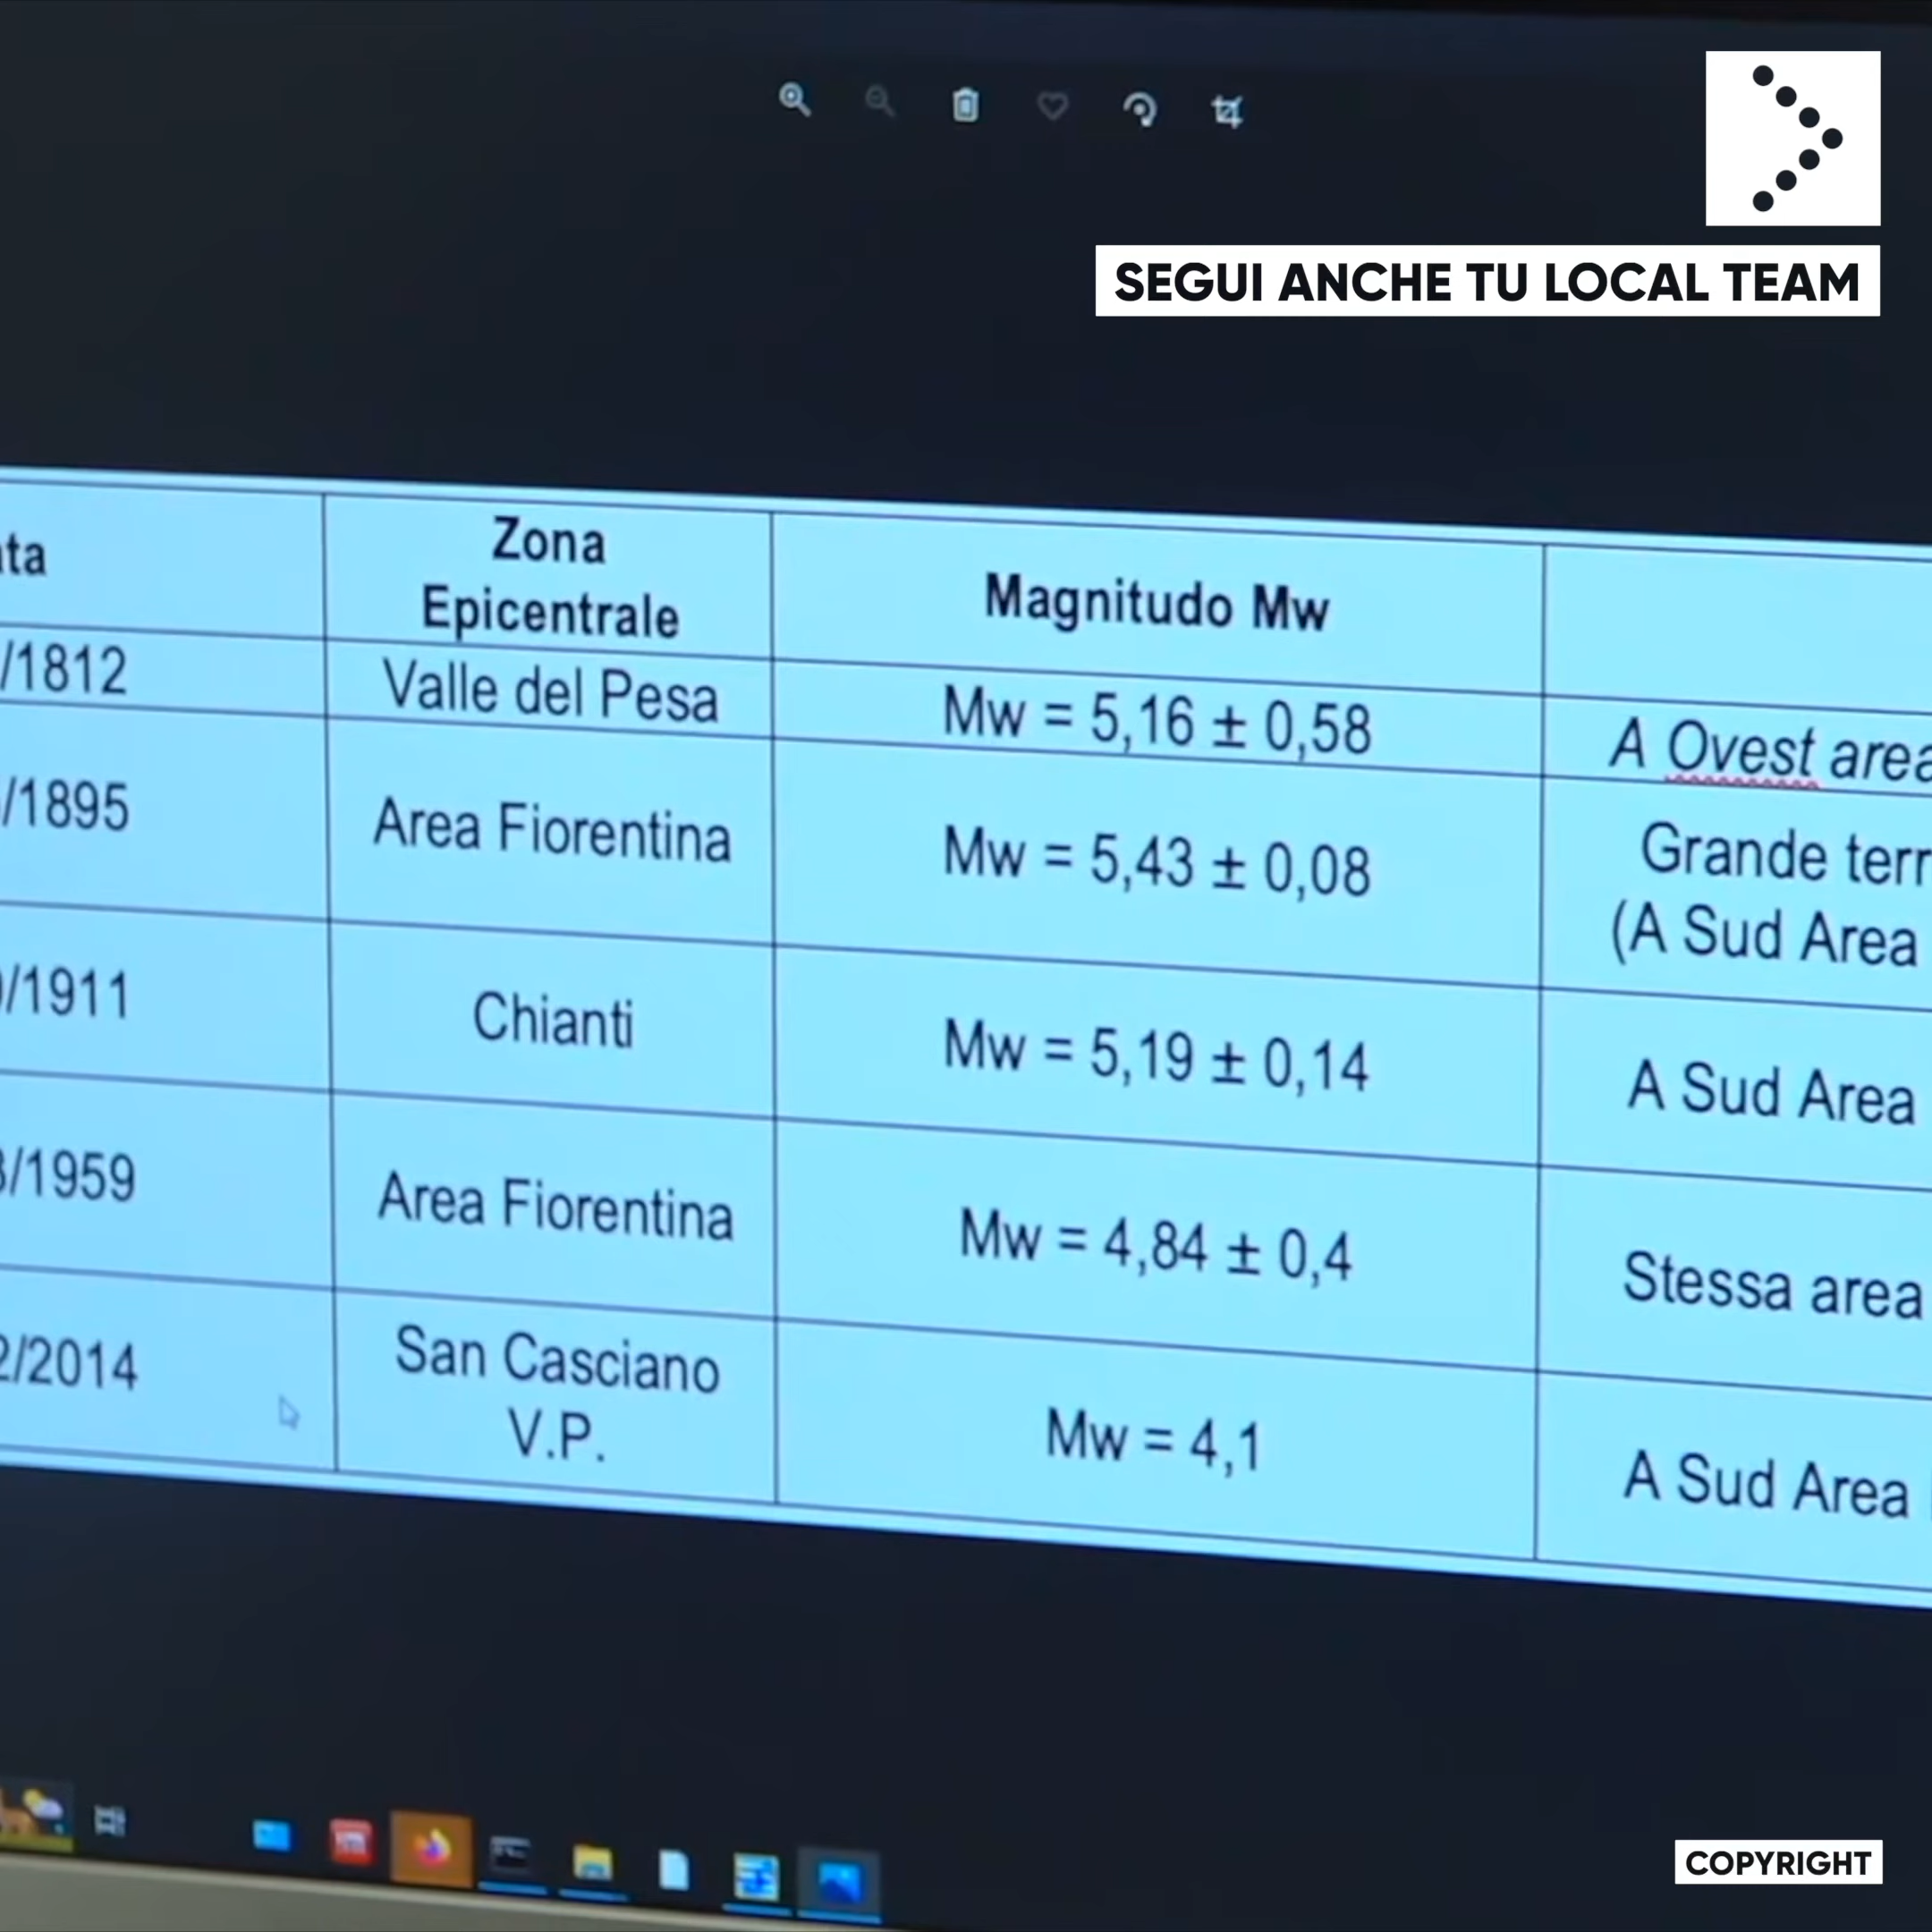 SEGUI ANCHE TU LOCAL TEAM
Zona
Epicentrale
Magnitudo Mw
/1812
Valle del Pesa
Mw = 5,16 ± 0,58
A Ovest area
/1895
Area Fiorentina
Mw = 5,43 ± 0,08
Grande terr
(A Sud Area
/1911
Chianti
Mw = 5,19 ± 0,14
A Sud Area
/1959
Area Fiorentina
Mw = 4,84 ± 0,4
Stessa area
2/2014
San Casciano
V.P.
Mw = 4,1
A Sud Area
COPYRIGHT